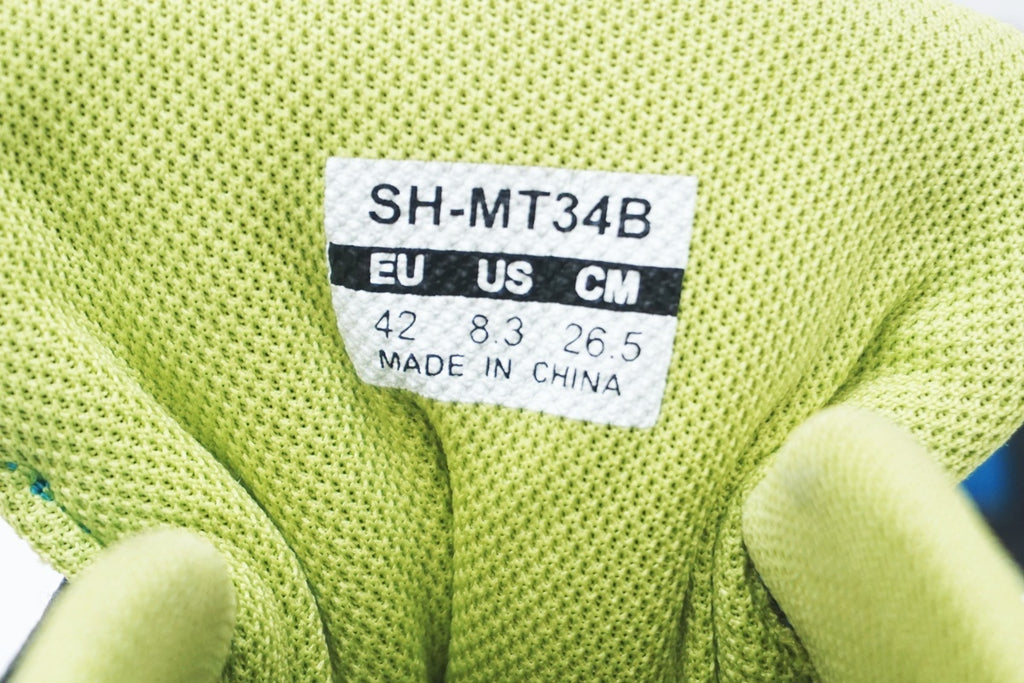 SH-MT34B
EU US CM
42 8.3 26.5
MADE IN CHINA